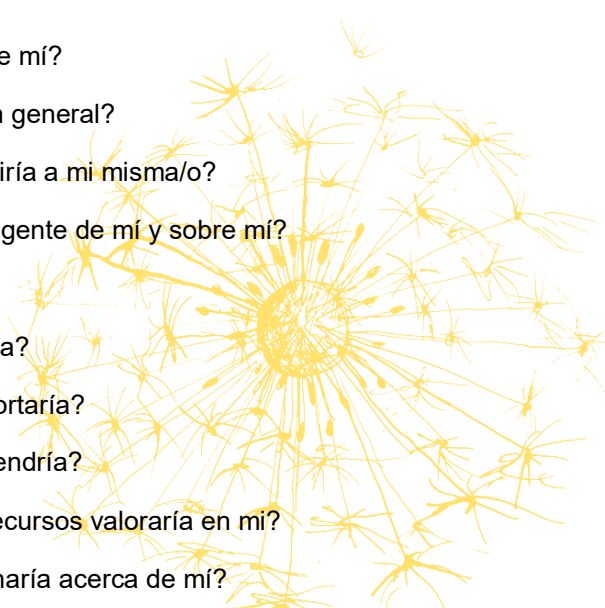 e mí?
n general?
iría a mi misma/o?
gente de mí y sobre mí?
a?
ortaría?
endría?
ecursos valoraría en mi?
naría acerca de mí?